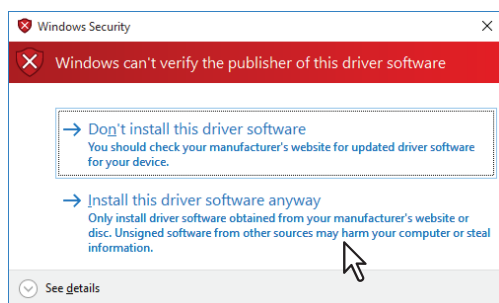 Windows Security
Windows can't verify the publisher of this driver software
Don't install this driver software
You should check your manufacturer's website for updated driver software
for your device.
Install this driver software anyway
Only install driver software obtained from your manufacturer's website or
disc. Unsigned software from other sources may harm your computer or steal
information.
See details